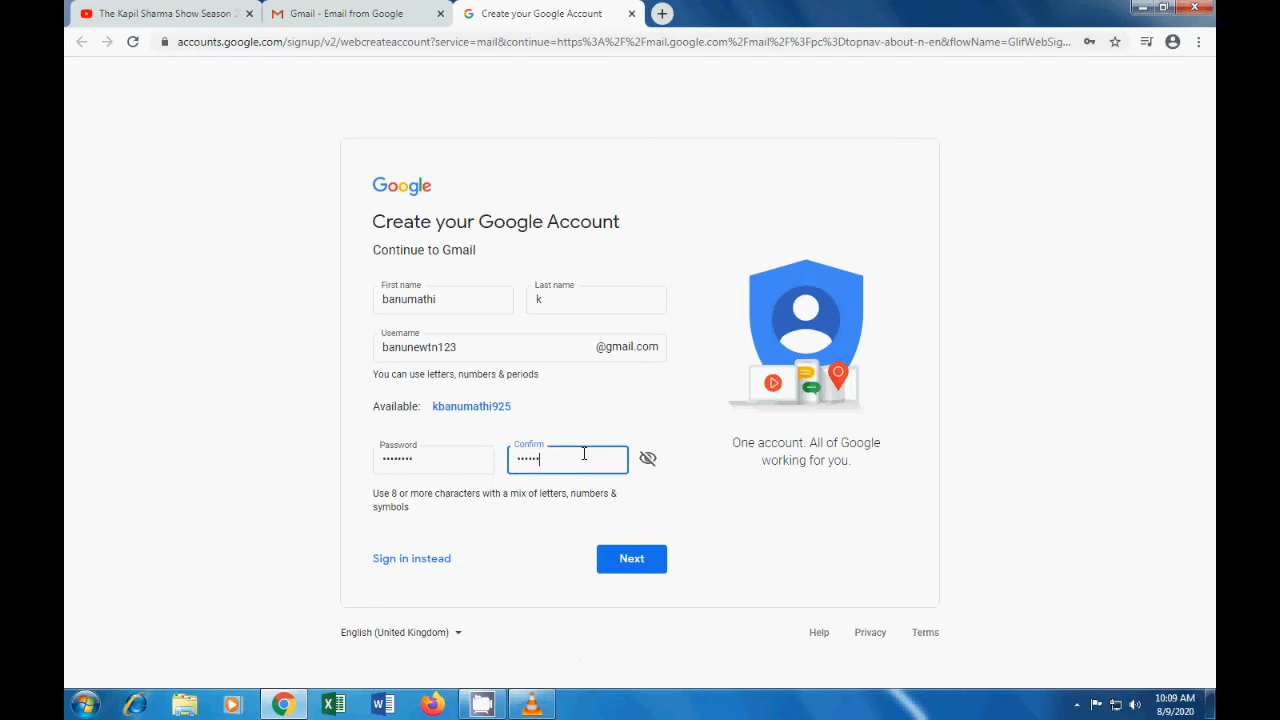 The Kapil Sharma Show Season 2
Gmail - Email from Google
Create your Google Account
accounts.google.com/signup/v2/webcreateaccount?service=mail&continue=https%3A%2F%2Fmail.google.com%2Fmail%2F%3Fpc%3Dtopnav-about-n-en&flowName=GlifWebSig...
Google
Create your Google Account
Continue to Gmail
First name
Last name
banumathi
k
Username
banunewtn123
@gmail.com
You can use letters, numbers & periods
Available: kbanumathi925
Password
Confirm
••••••••
••••••
Use 8 or more characters with a mix of letters, numbers &
symbols
Sign in instead
Next
One account. All of Google
working for you.
English (United Kingdom)
Help
Privacy
Terms
10:09 AM
8/9/2020